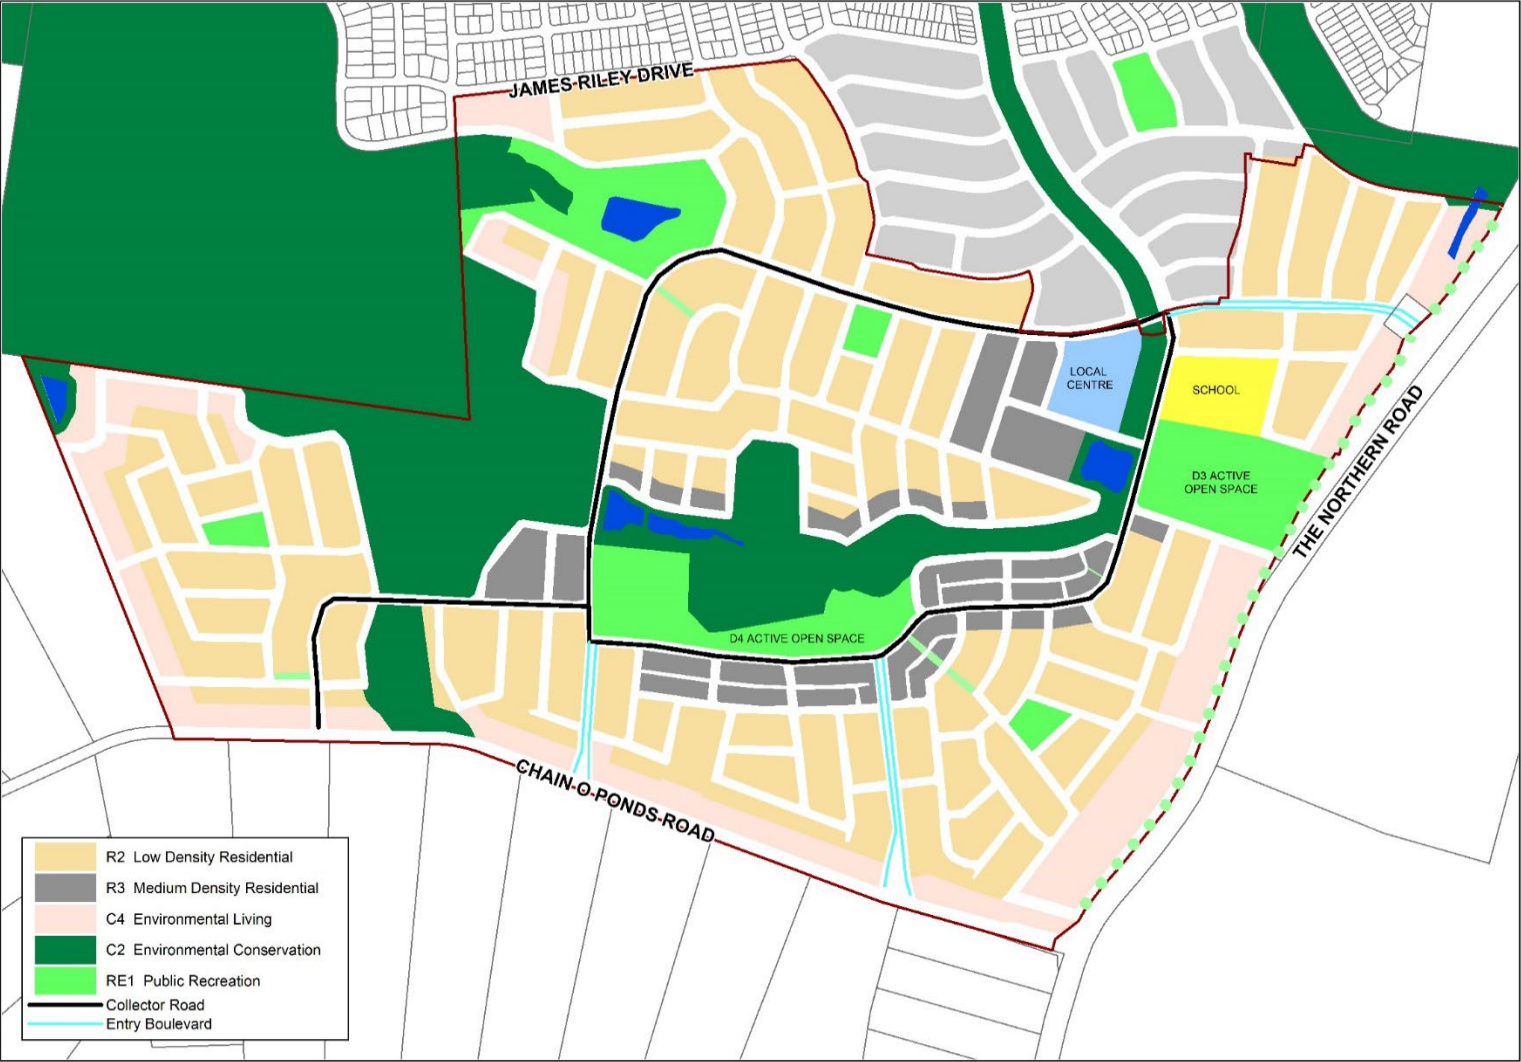 JAMES RILEY DRIVE
LOCAL
CENTRE
SCHOOL
D3 ACTIVE
OPEN SPACE
THE NORTHERN ROAD
D4 ACTIVE OPEN SPACE
CHAIN-O-PONDS-ROAD
R2 Low Density Residential
R3 Medium Density Residential
C4 Environmental Living
C2 Environmental Conservation
RE1 Public Recreation
Collector Road
Entry Boulevard